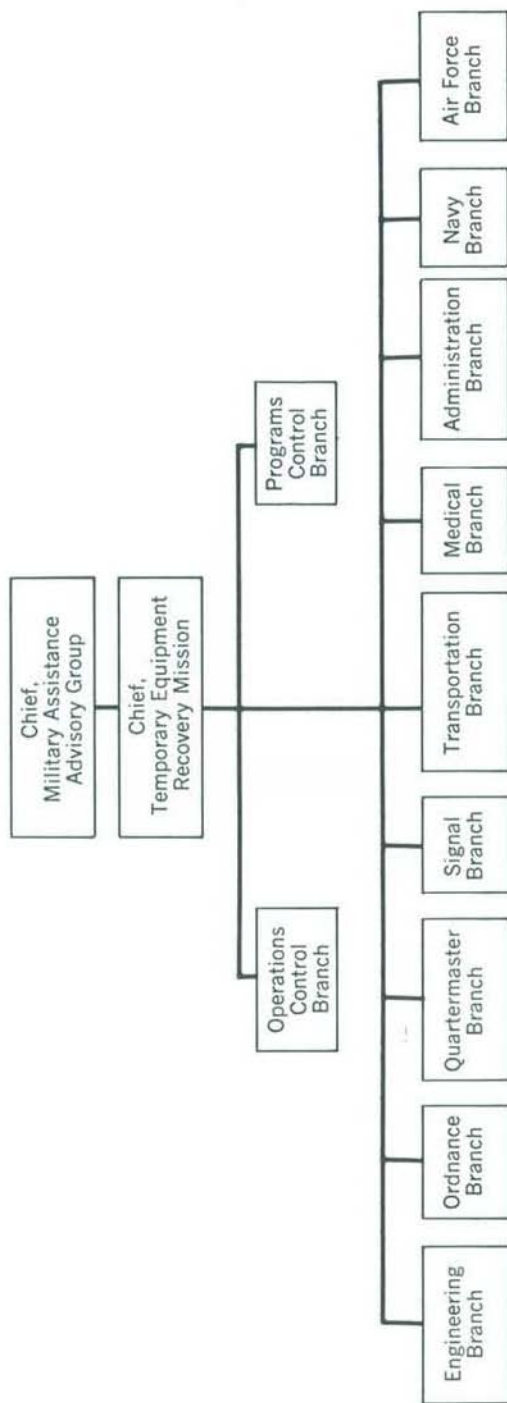 Chief,
Military Assistance
Advisory Group
Chief,
Temporary Equipment
Recovery Mission
Operations
Control
Branch
Programs
Control
Branch
Engineering
Branch
Ordnance
Branch
Quartermaster
Branch
Signal
Branch
Transportation
Branch
Medical
Branch
Administration
Branch
Navy
Branch
Air Force
Branch